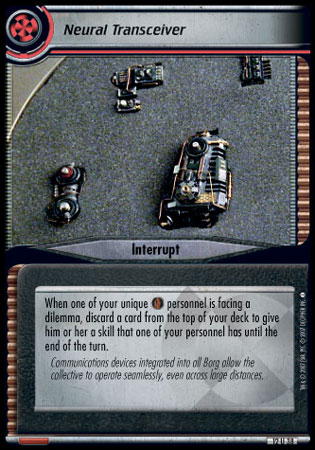 Neural Transceiver
Interrupt
When one of your unique personnel is facing a
dilemma, discard a card from the top of your deck to give
him or her a skill that one of your personnel has until the
end of the turn.
Communications devices integrated into all Borg allow the
collective to operate seamlessly, even across large distances.
12 U 38